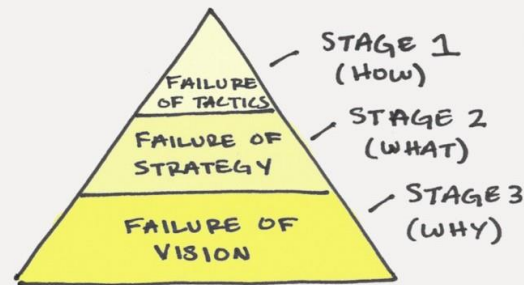 FAILURE
OF TACTICS
STAGE 1
(HOW)
FAILURE OF
STRATEGY
STAGE 2
(WHAT)
FAILURE OF
VISION
STAGE 3
(WHY)